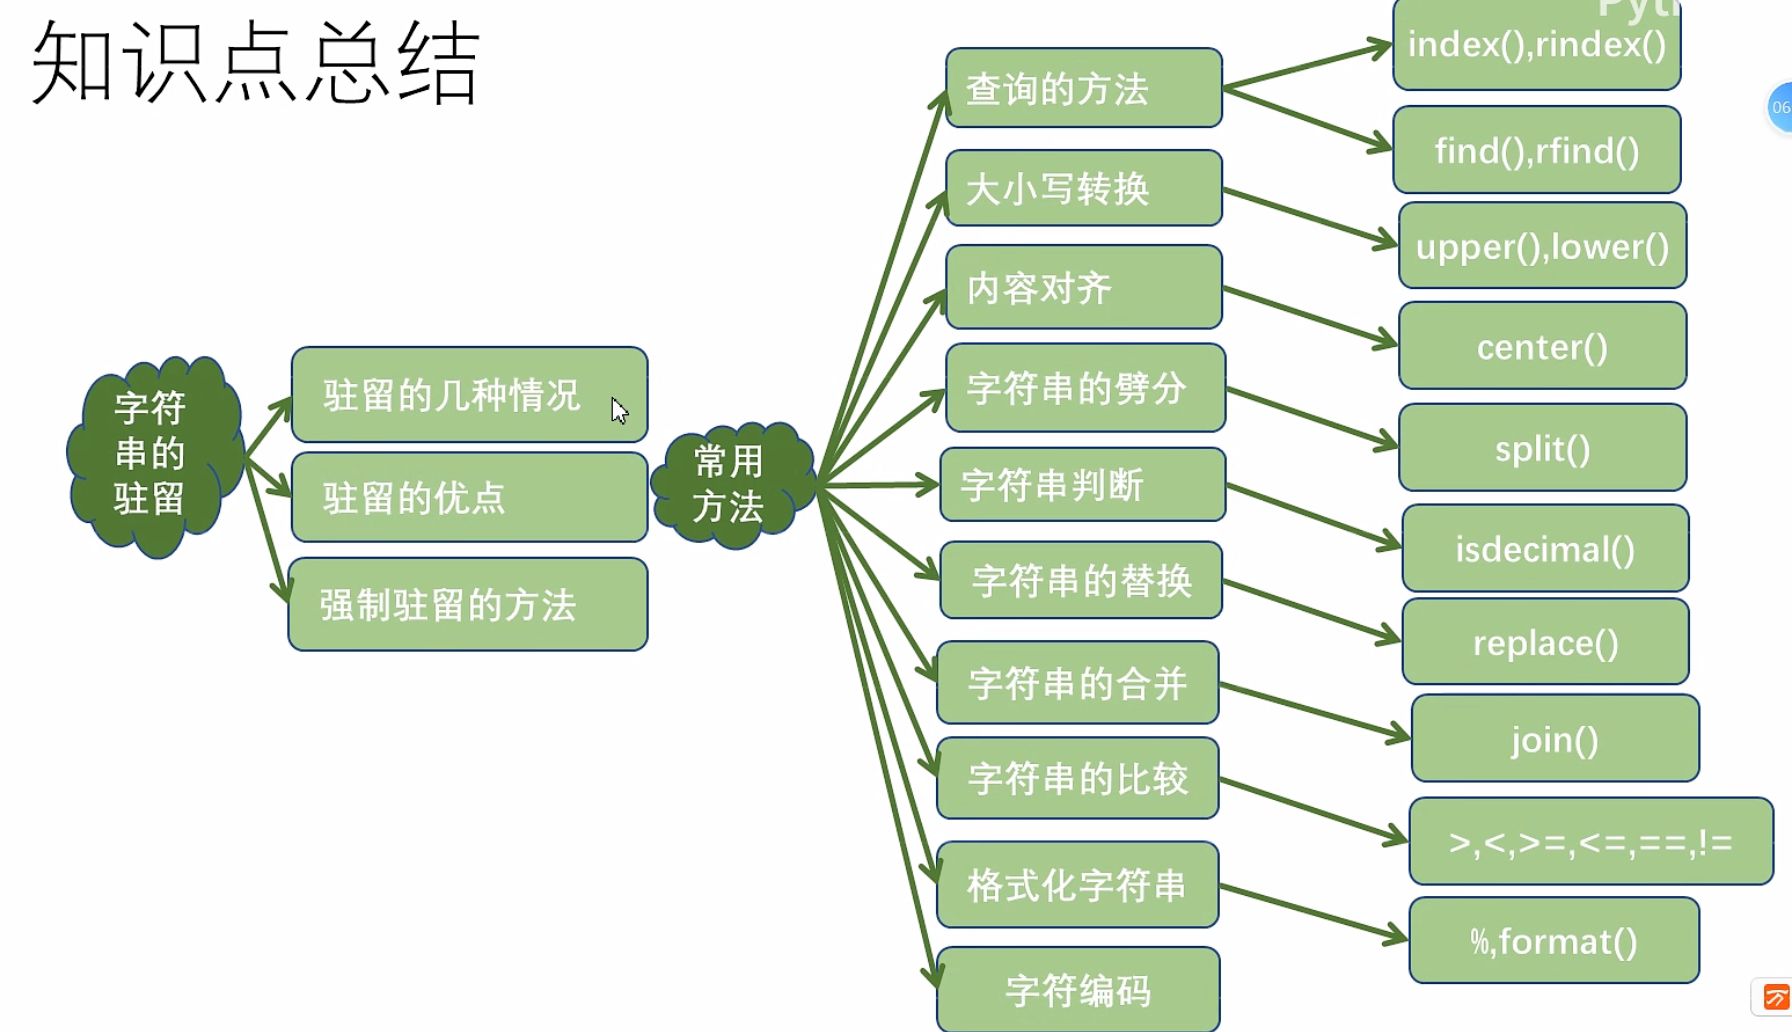 知识点总结
字符
串的
驻留
驻留的几种情况
驻留的优点
强制驻留的方法
常用
方法
查询的方法
index(),rindex()
find(),rfind()
大小写转换
upper(),lower()
内容对齐
center()
字符串的劈分
split()
字符串判断
isdecimal()
字符串的替换
replace()
字符串的合并
join()
字符串的比较
>,<,>=,<=,==,!=
格式化字符串
%,format()
字符编码
06